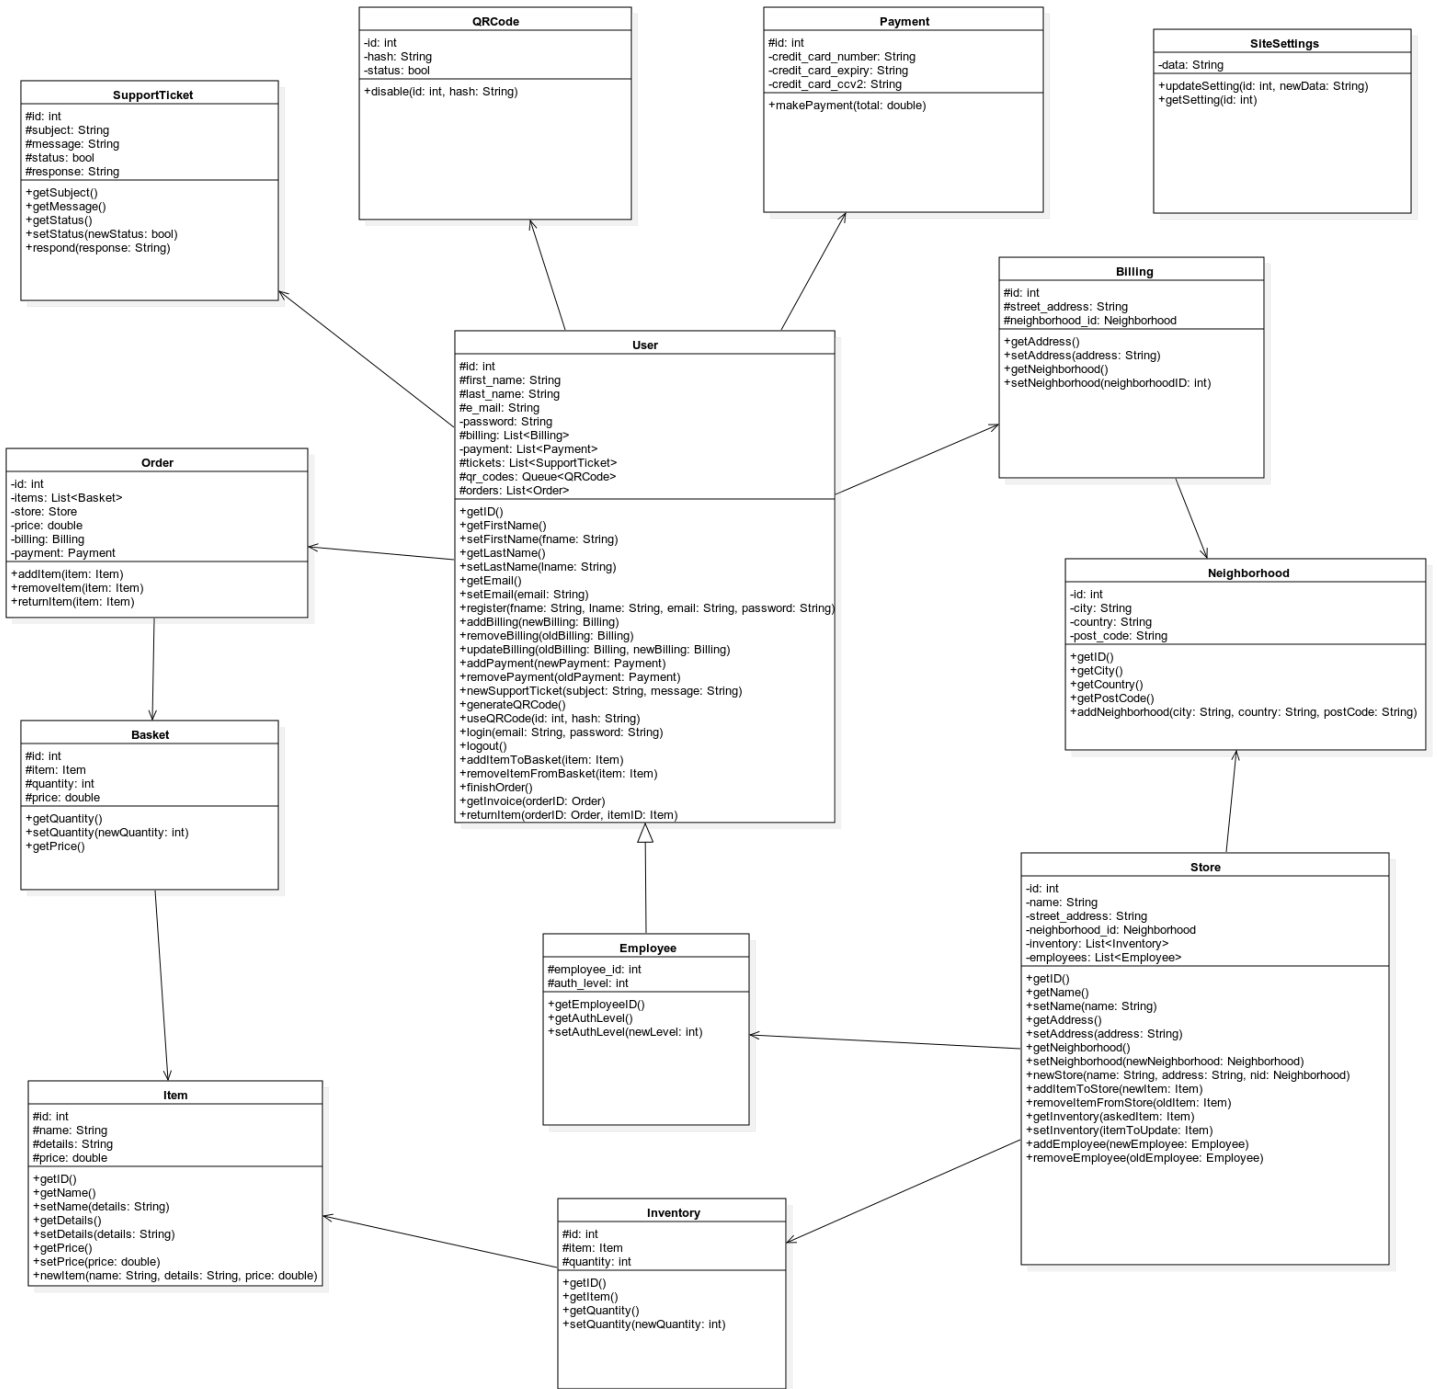 QRCode
-id: int
-hash: String
-status: bool
+disable(id: int, hash: String)
Payment
#id: int
-credit_card_number: String
-credit_card_expiry: String
-credit_card_ccv2: String
+makePayment(total: double)
SiteSettings
-data: String
+updateSetting(id: int, newData: String)
+getSetting(id: int)
SupportTicket
#id: int
#subject: String
#message: String
#status: bool
#response: String
+getSubject()
+getMessage()
+getStatus()
+setStatus(newStatus: bool)
+respond(response: String)
Billing
#id: int
#street_address: String
#neighborhood_id: Neighborhood
+getAddress()
+setAddress(address: String)
+getNeighborhood()
+setNeighborhood(neighborhoodID: int)
User
#id: int
#first_name: String
#last_name: String
#e_mail: String
-password: String
#billing: List<Billing>
-payment: List<Payment>
#tickets: List<SupportTicket>
#qr_codes: Queue<QRCode>
#orders: List<Order>
+getID()
+getFirstName()
+setFirstName(fname: String)
+getLastName()
+setLastName(lname: String)
+getEmail()
+setEmail(email: String)
+register(fname: String, lname: String, email: String, password: String)
+addBilling(newBilling: Billing)
+removeBilling(oldBilling: Billing)
+updateBilling(oldBilling: Billing, newBilling: Billing)
+addPayment(newPayment: Payment)
+removePayment(oldPayment: Payment)
+newSupportTicket(subject: String, message: String)
+generateQRCode()
+useQRCode(id: int, hash: String)
+login(email: String, password: String)
+logout()
+addItemToBasket(item: Item)
+removeItemFromBasket(item: Item)
+finishOrder()
+getInvoice(orderID: Order)
+returnItem(orderID: Order, itemID: Item)
Order
-id: int
-items: List<Basket>
-store: Store
-price: double
-billing: Billing
-payment: Payment
+addItem(item: Item)
+removeItem(item: Item)
+returnItem(item: Item)
Neighborhood
-id: int
-city: String
-country: String
-post_code: String
+getID()
+getCity()
+getCountry()
+getPostCode()
+addNeighborhood(city: String, country: String, postCode: String)
Basket
#id: int
#item: Item
#quantity: int
#price: double
+getQuantity()
+setQuantity(newQuantity: int)
+getPrice()
Store
-id: int
-name: String
-street_address: String
-neighborhood_id: Neighborhood
-inventory: List<Inventory>
-employees: List<Employee>
+getID()
+getName()
+setName(name: String)
+getAddress()
+setAddress(address: String)
+getNeighborhood()
+setNeighborhood(newNeighborhood: Neighborhood)
+newStore(name: String, address: String, nid: Neighborhood)
+addItemToStore(newItem: Item)
+removeItemFromStore(oldItem: Item)
+getInventory(askedItem: Item)
+setInventory(itemToUpdate: Item)
+addEmployee(newEmployee: Employee)
+removeEmployee(oldEmployee: Employee)
Employee
#employee_id: int
#auth_level: int
+getEmployeeID()
+getAuthLevel()
+setAuthLevel(newLevel: int)
Item
#id: int
#name: String
#details: String
#price: double
+getID()
+getName()
+setName(details: String)
+getDetails()
+setDetails(details: String)
+getPrice()
+setPrice(price: double)
+newItem(name: String, details: String, price: double)
Inventory
#id: int
#item: Item
#quantity: int
+getID()
+getItem()
+getQuantity()
+setQuantity(newQuantity: int)